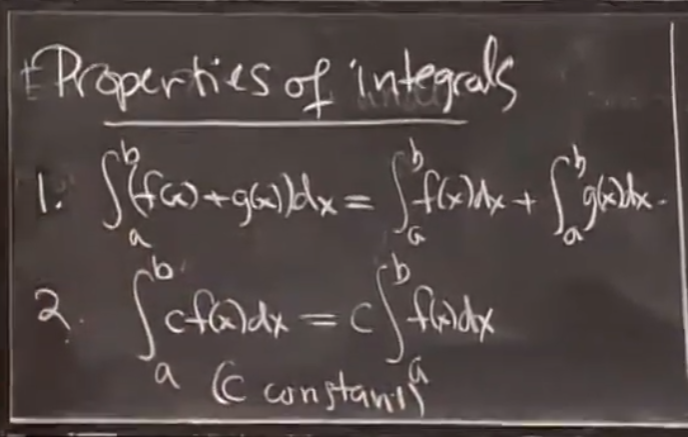 Properties of integrals
1. ∫_a^b (f(x)+g(x))dx = ∫_a^b f(x)dx + ∫_a^b g(x)dx.
2. ∫_a^b cf(x)dx = c∫_a^b f(x)dx
(c constant)